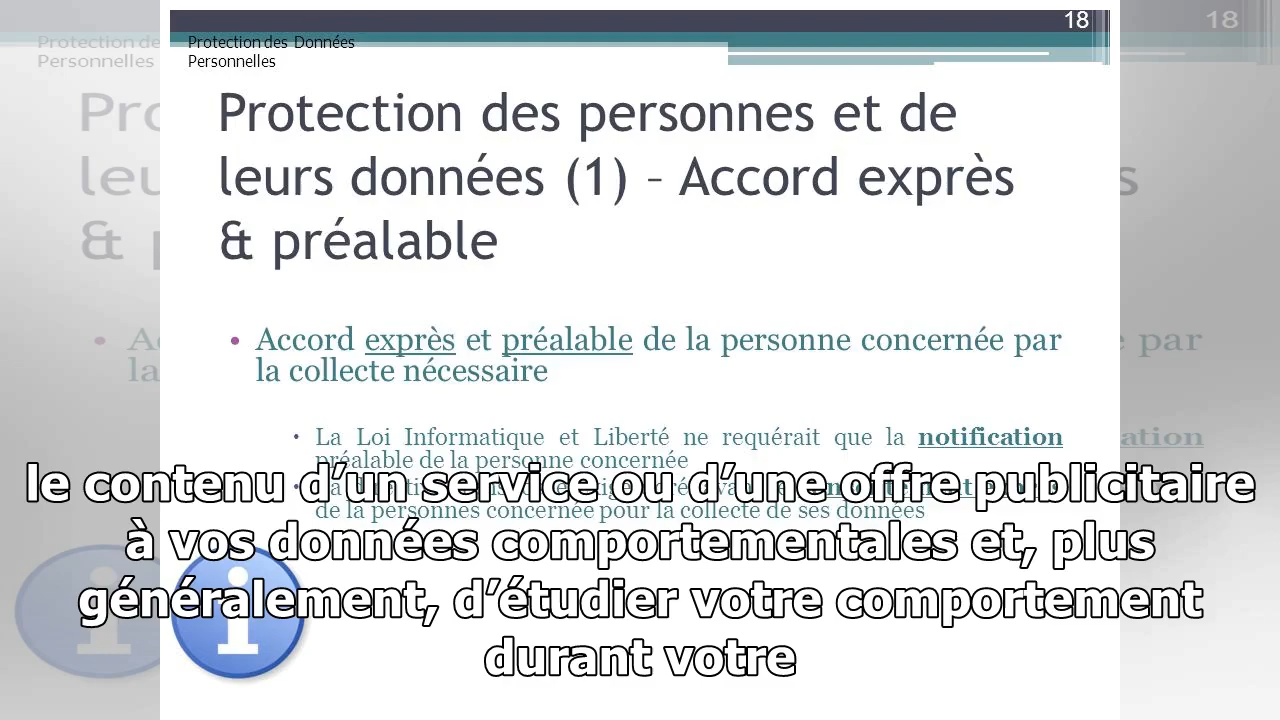 18
Protection des Données
Personnelles
Protection des personnes et de
leurs données (1) – Accord exprès
& préalable
• Accord exprès et préalable de la personne concernée par
la collecte nécessaire
• La Loi Informatique et Liberté ne requérait que la notification
préalable de la personne concernée
de la personnes concernée pour la collecte de ses données
le contenu d’un service ou d’une offre publicitaire
à vos données comportementales et, plus
généralement, d’étudier votre comportement
durant votre